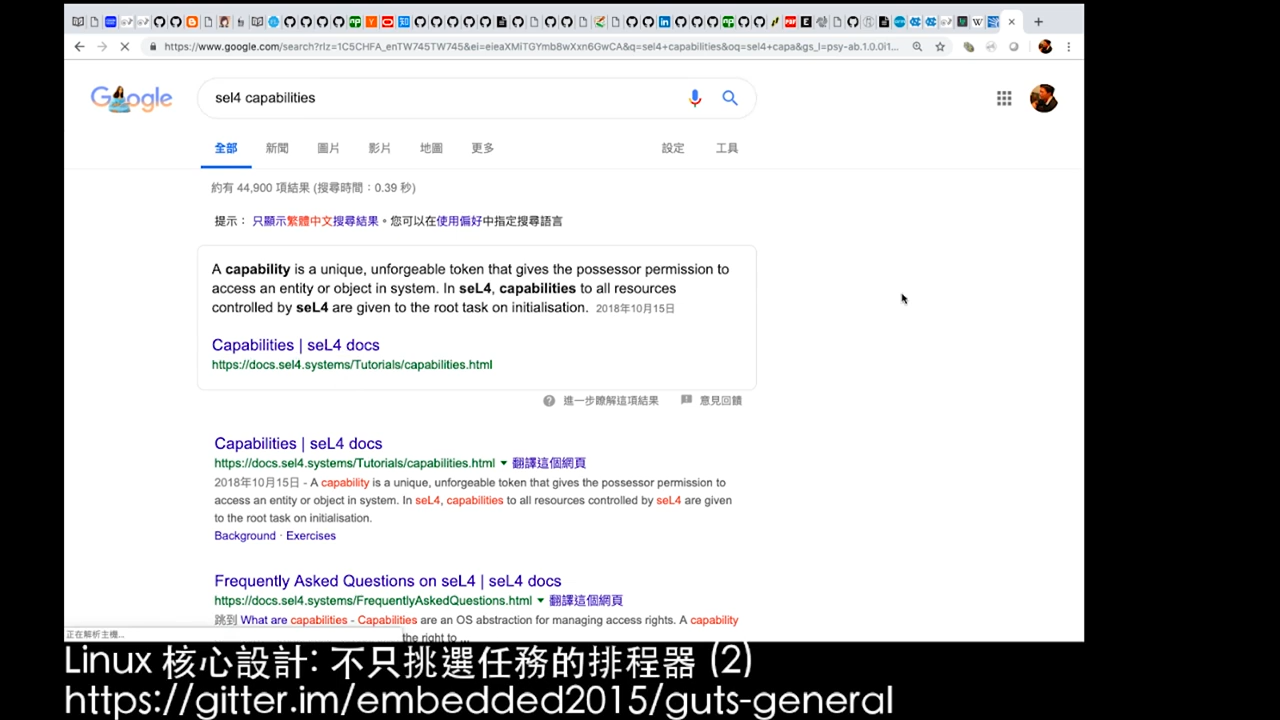 https://www.google.com/search?rlz=1C5CHFA_enTW745TW745&ei=eieaXMiTGYmb8wXxn6GwCA&q=sel4+capabilities&oq=sel4+capa&gs_l=psy-ab.1.0.0i1...
Google
sel4 capabilities
全部 新聞 圖片 影片 地圖 更多 設定 工具
約有 44,900 項結果 (搜尋時間：0.39 秒)
提示： 只顯示繁體中文搜尋結果。您可以在使用偏好中指定搜尋語言
A capability is a unique, unforgeable token that gives the possessor permission to
access an entity or object in system. In seL4, capabilities to all resources
controlled by seL4 are given to the root task on initialisation. 2018年10月15日
Capabilities | seL4 docs
https://docs.sel4.systems/Tutorials/capabilities.html
進一步瞭解這項結果 意見回饋
Capabilities | seL4 docs
https://docs.sel4.systems/Tutorials/capabilities.html 翻譯這個網頁
2018年10月15日 - A capability is a unique, unforgeable token that gives the possessor permission to
access an entity or object in system. In seL4, capabilities to all resources controlled by seL4 are given
to the root task on initialisation.
Background · Exercises
Frequently Asked Questions on seL4 | seL4 docs
https://docs.sel4.systems/FrequentlyAskedQuestions.html 翻譯這個網頁
跳到 What are capabilities - Capabilities are an OS abstraction for managing access rights. A capability
正在解析主機... the right to ...
Linux 核心設計: 不只挑選任務的排程器 (2)
https://gitter.im/embedded2015/guts-general